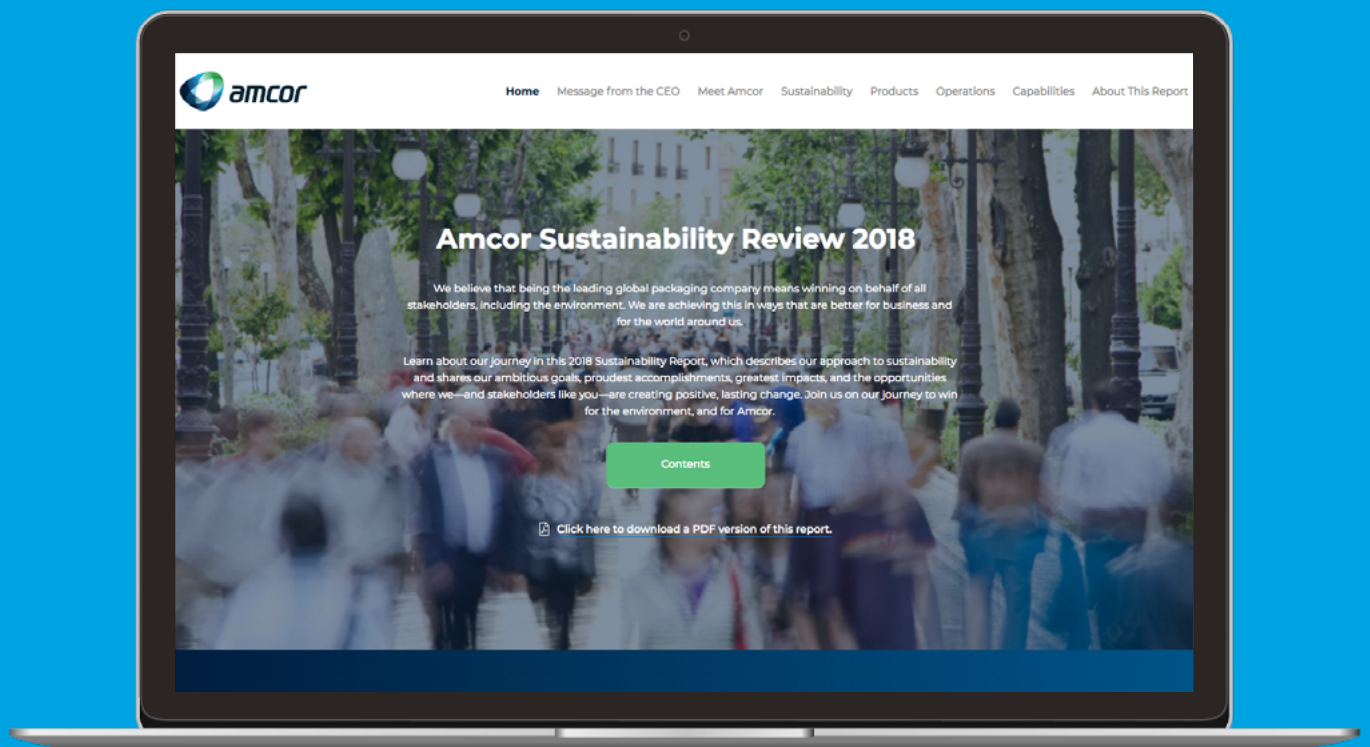 amcor
Home Message from the CEO Meet Amcor Sustainability Products Operations Capabilities About This Report
Amcor Sustainability Review 2018
We believe that being the leading global packaging company means winning on behalf of all
stakeholders, including the environment. We are achieving this in ways that are better for business and
for the world around us.
Learn about our journey in this 2018 Sustainability Report, which describes our approach to sustainability
and shares our ambitious goals, proudest accomplishments, greatest impacts, and the opportunities
where we—and stakeholders like you—are creating positive, lasting change. Join us on our journey to win
for the environment, and for Amcor.
Contents
Click here to download a PDF version of this report.